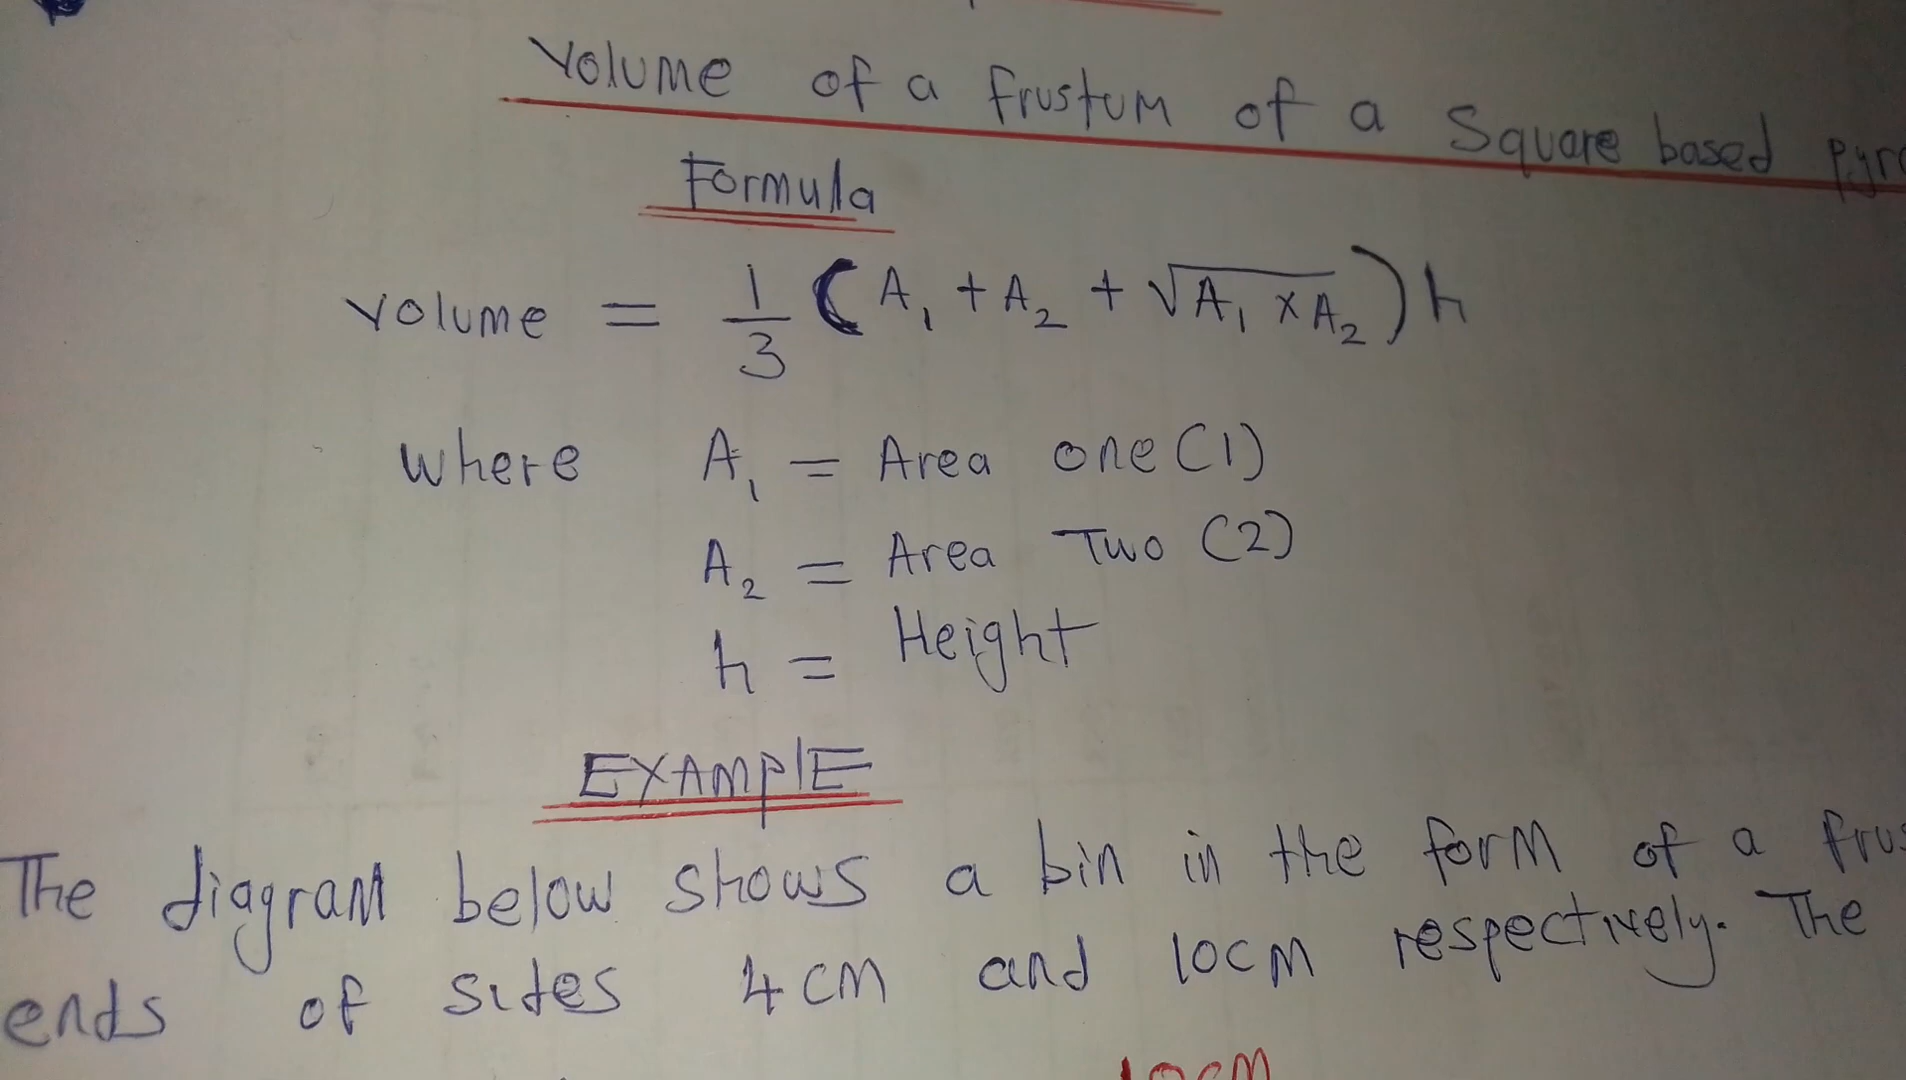 Volume of a frustum of a Square based
Formula
Volume = 1/3 (A₁ + A₂ + √A₁ x A₂) h
where A₁ = Area one (1)
A₂ = Area Two (2)
h = Height
EXAMPLE
The diagram below shows a bin in the form of a
ends of sides 4cm and 10cm respectively. The
10cm